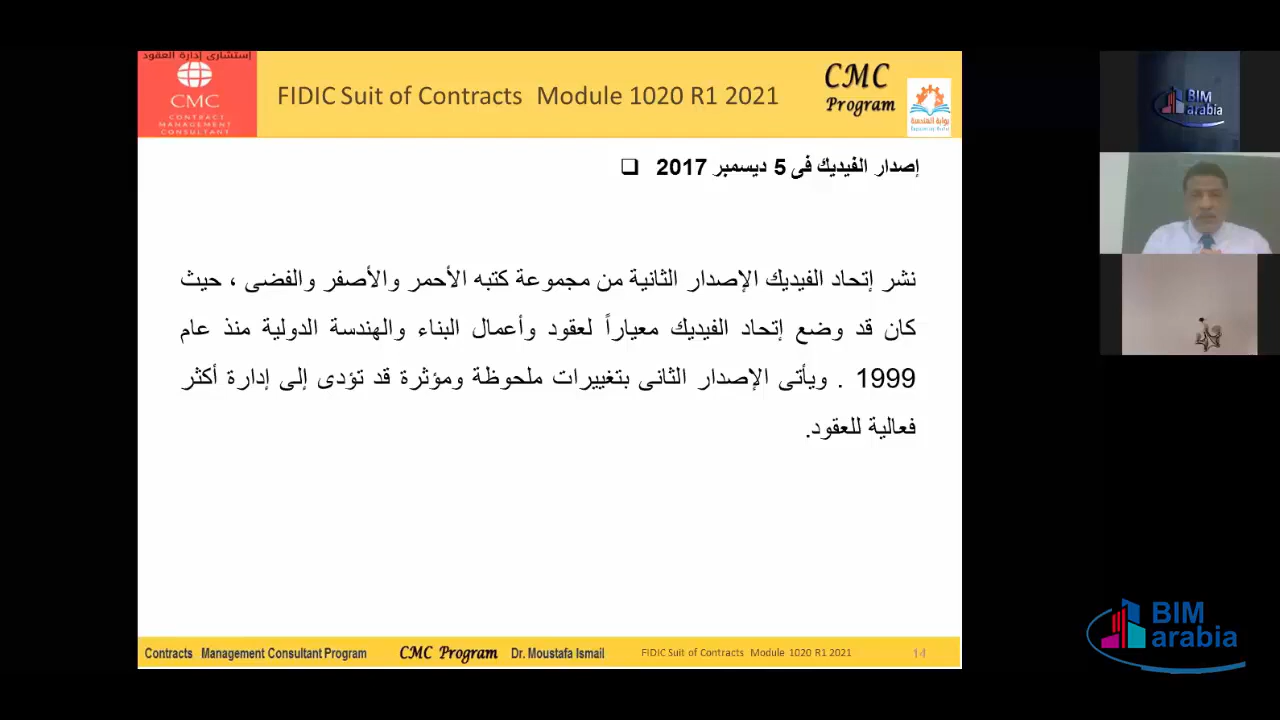 إستشارى إدارة العقود
CMC
CONTRACT
MANAGEMENT
CONSULTANT
FIDIC Suit of Contracts Module 1020 R1 2021
CMC
Program
بوابة الهندسة
BIM
arabia
❑ إصدار الفيديك فى 5 ديسمبر 2017
نشر إتحاد الفيديك الإصدار الثانية من مجموعة كتبه الأحمر والأصفر والفضى ، حيث
كان قد وضع إتحاد الفيديك معياراً لعقود وأعمال البناء والهندسة الدولية منذ عام
1999 . ويأتى الإصدار الثانى بتغييرات ملحوظة ومؤثرة قد تؤدى إلى إدارة أكثر
فعالية للعقود.
Contracts Management Consultant Program CMC Program Dr. Moustafa Ismail FIDIC Suit of Contracts Module 1020 R1 2021 14
BIM
arabia